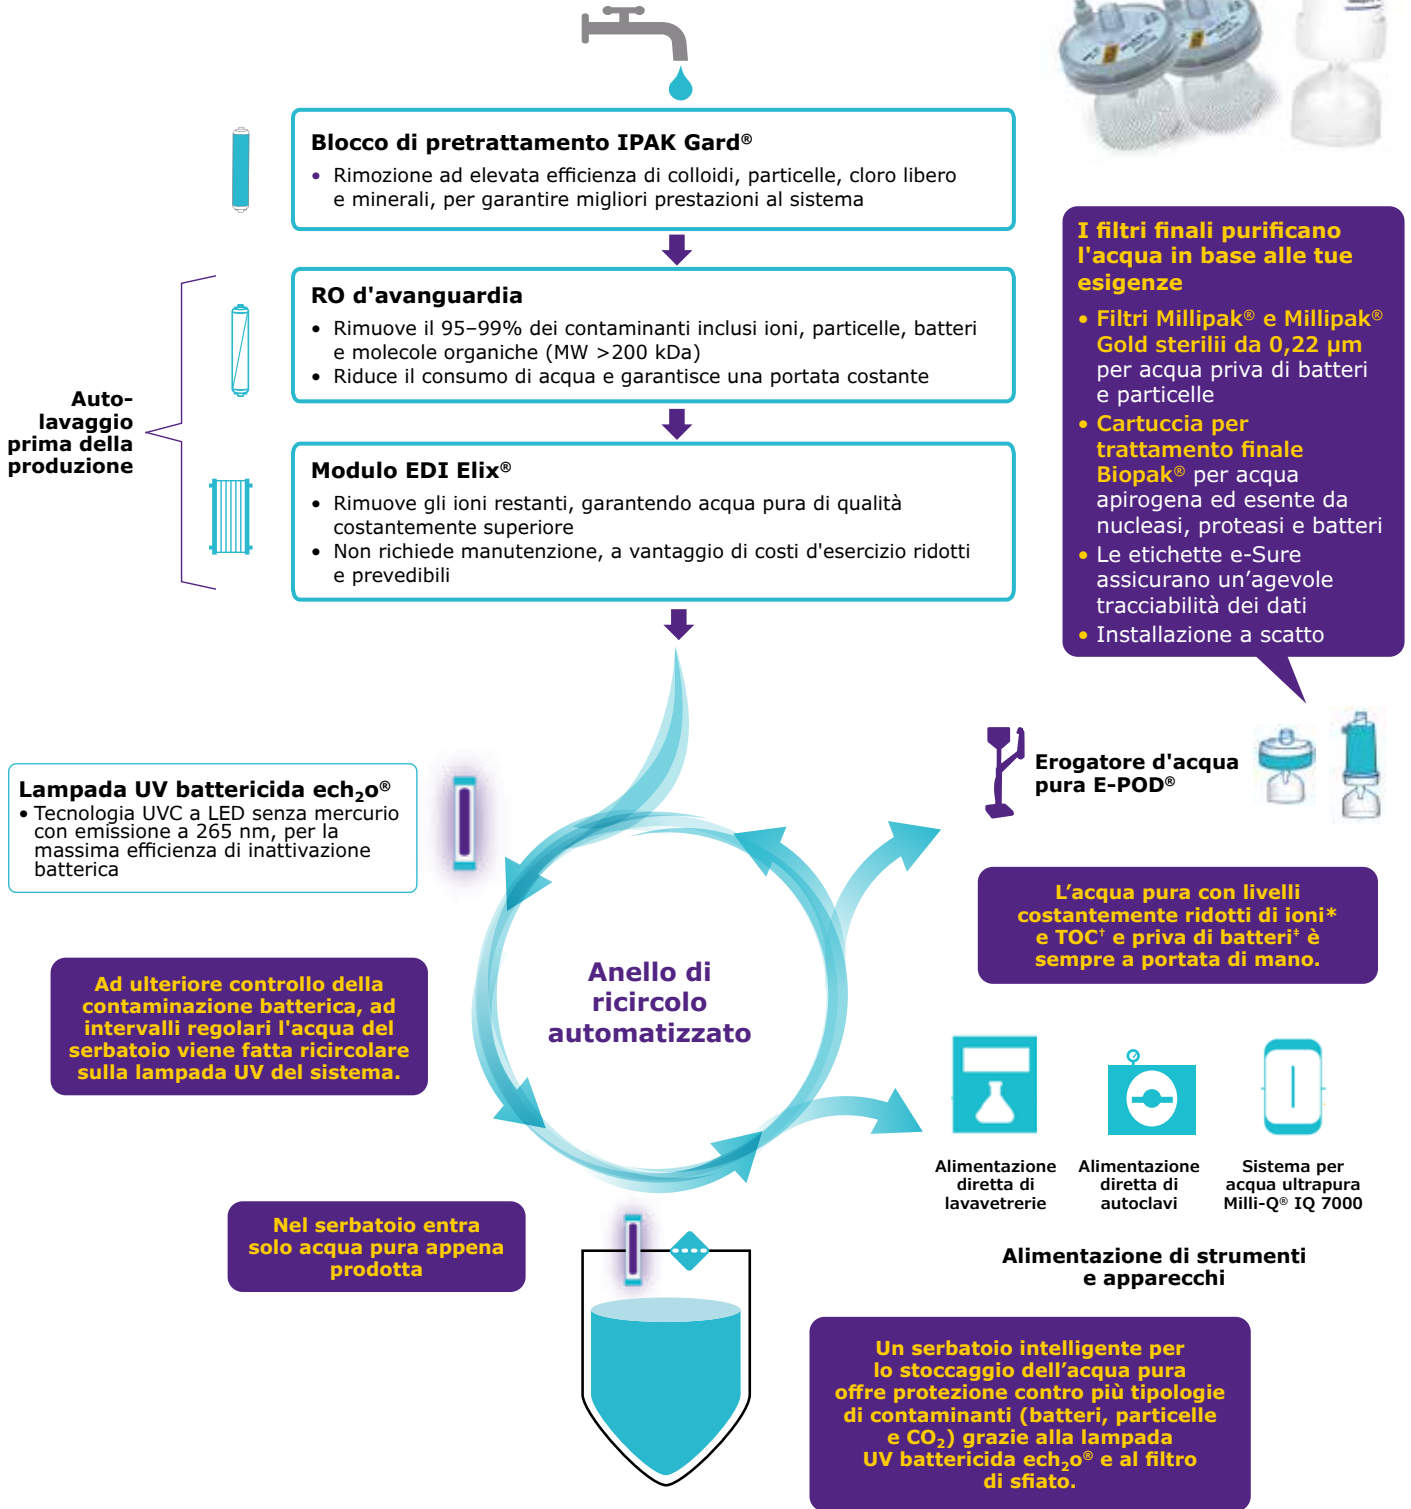 Blocco di pretrattamento IPAK Gard®
• Rimozione ad elevata efficienza di colloidi, particelle, cloro libero
e minerali, per garantire migliori prestazioni al sistema
RO d'avanguardia
• Rimuove il 95–99% dei contaminanti inclusi ioni, particelle, batteri
e molecole organiche (MW >200 kDa)
• Riduce il consumo di acqua e garantisce una portata costante
Auto-
lavaggio
prima della
produzione
Modulo EDI Elix®
• Rimuove gli ioni restanti, garantendo acqua pura di qualità
costantemente superiore
• Non richiede manutenzione, a vantaggio di costi d'esercizio ridotti
e prevedibili
I filtri finali purificano
l'acqua in base alle tue
esigenze
• Filtri Millipak® e Millipak®
Gold sterilii da 0,22 µm
per acqua priva di batteri
e particelle
• Cartuccia per
trattamento finale
Biopak® per acqua
apirogena ed esente da
nucleasi, proteasi e batteri
• Le etichette e-Sure
assicurano un’agevole
tracciabilità dei dati
• Installazione a scatto
Erogatore d'acqua
pura E-POD®
Lampada UV battericida ech₂o®
• Tecnologia UVC a LED senza mercurio
con emissione a 265 nm, per la
massima efficienza di inattivazione
batterica
L’acqua pura con livelli
costantemente ridotti di ioni*
e TOC† e priva di batteri‡ è
sempre a portata di mano.
Ad ulteriore controllo della
contaminazione batterica, ad
intervalli regolari l'acqua del
serbatoio viene fatta ricircolare
sulla lampada UV del sistema.
Anello di
ricircolo
automatizzato
Alimentazione
diretta di
lavavetrerie
Alimentazione
diretta di
autoclavi
Sistema per
acqua ultrapura
Milli-Q® IQ 7000
Alimentazione di strumenti
e apparecchi
Nel serbatoio entra
solo acqua pura appena
prodotta
Un serbatoio intelligente per
lo stoccaggio dell’acqua pura
offre protezione contro più tipologie
di contaminanti (batteri, particelle
e CO₂) grazie alla lampada
UV battericida ech₂o® e al filtro
di sfiato.